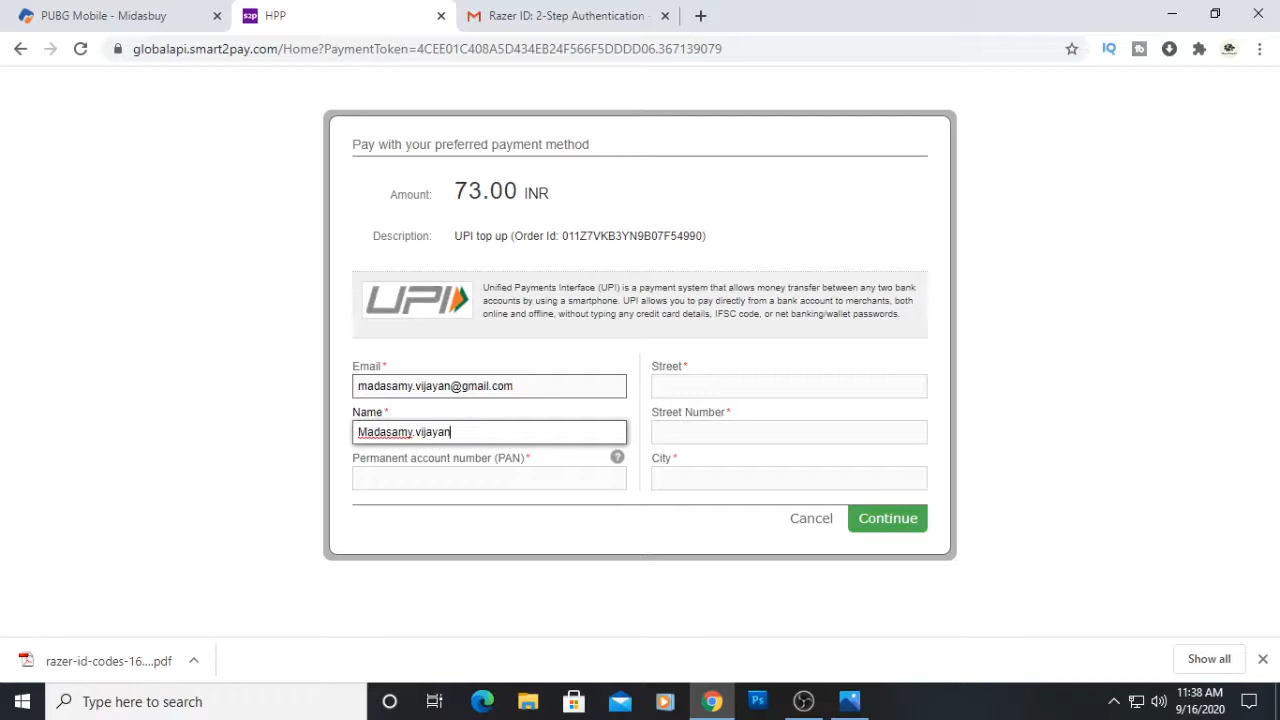 PUBG Mobile - Midasbuy
s2p HPP
Razer ID: 2-Step Authentication -
globalapi.smart2pay.com/Home?PaymentToken=4CEE01C408A5D434EB24F566F5DDDD06.367139079
IQ
Pay with your preferred payment method
Amount: 73.00 INR
Description: UPI top up (Order Id: 011Z7VKB3YN9B07F54990)
UPI
Unified Payments Interface (UPI) is a payment system that allows money transfer between any two bank
accounts by using a smartphone. UPI allows you to pay directly from a bank account to merchants, both
online and offline, without typing any credit card details, IFSC code, or net banking/wallet passwords.
Email*
madasamy.vijayan@gmail.com
Name*
Madasamy.vijayan
Permanent account number (PAN)* ?
Street*
Street Number*
City*
Cancel Continue
razer-id-codes-16....pdf
Show all
Type here to search
Ps
11:38 AM
9/16/2020